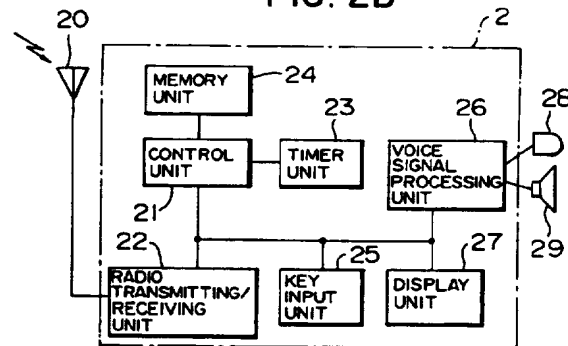 FIG. 2b
20
2
MEMORY
UNIT
24
23
26
28
CONTROL
UNIT
TIMER
UNIT
VOICE
SIGNAL
PROCESSING
UNIT
21
29
22
25
27
RADIO
TRANSMITTING/
RECEIVING
UNIT
KEY
INPUT
UNIT
DISPLAY
UNIT